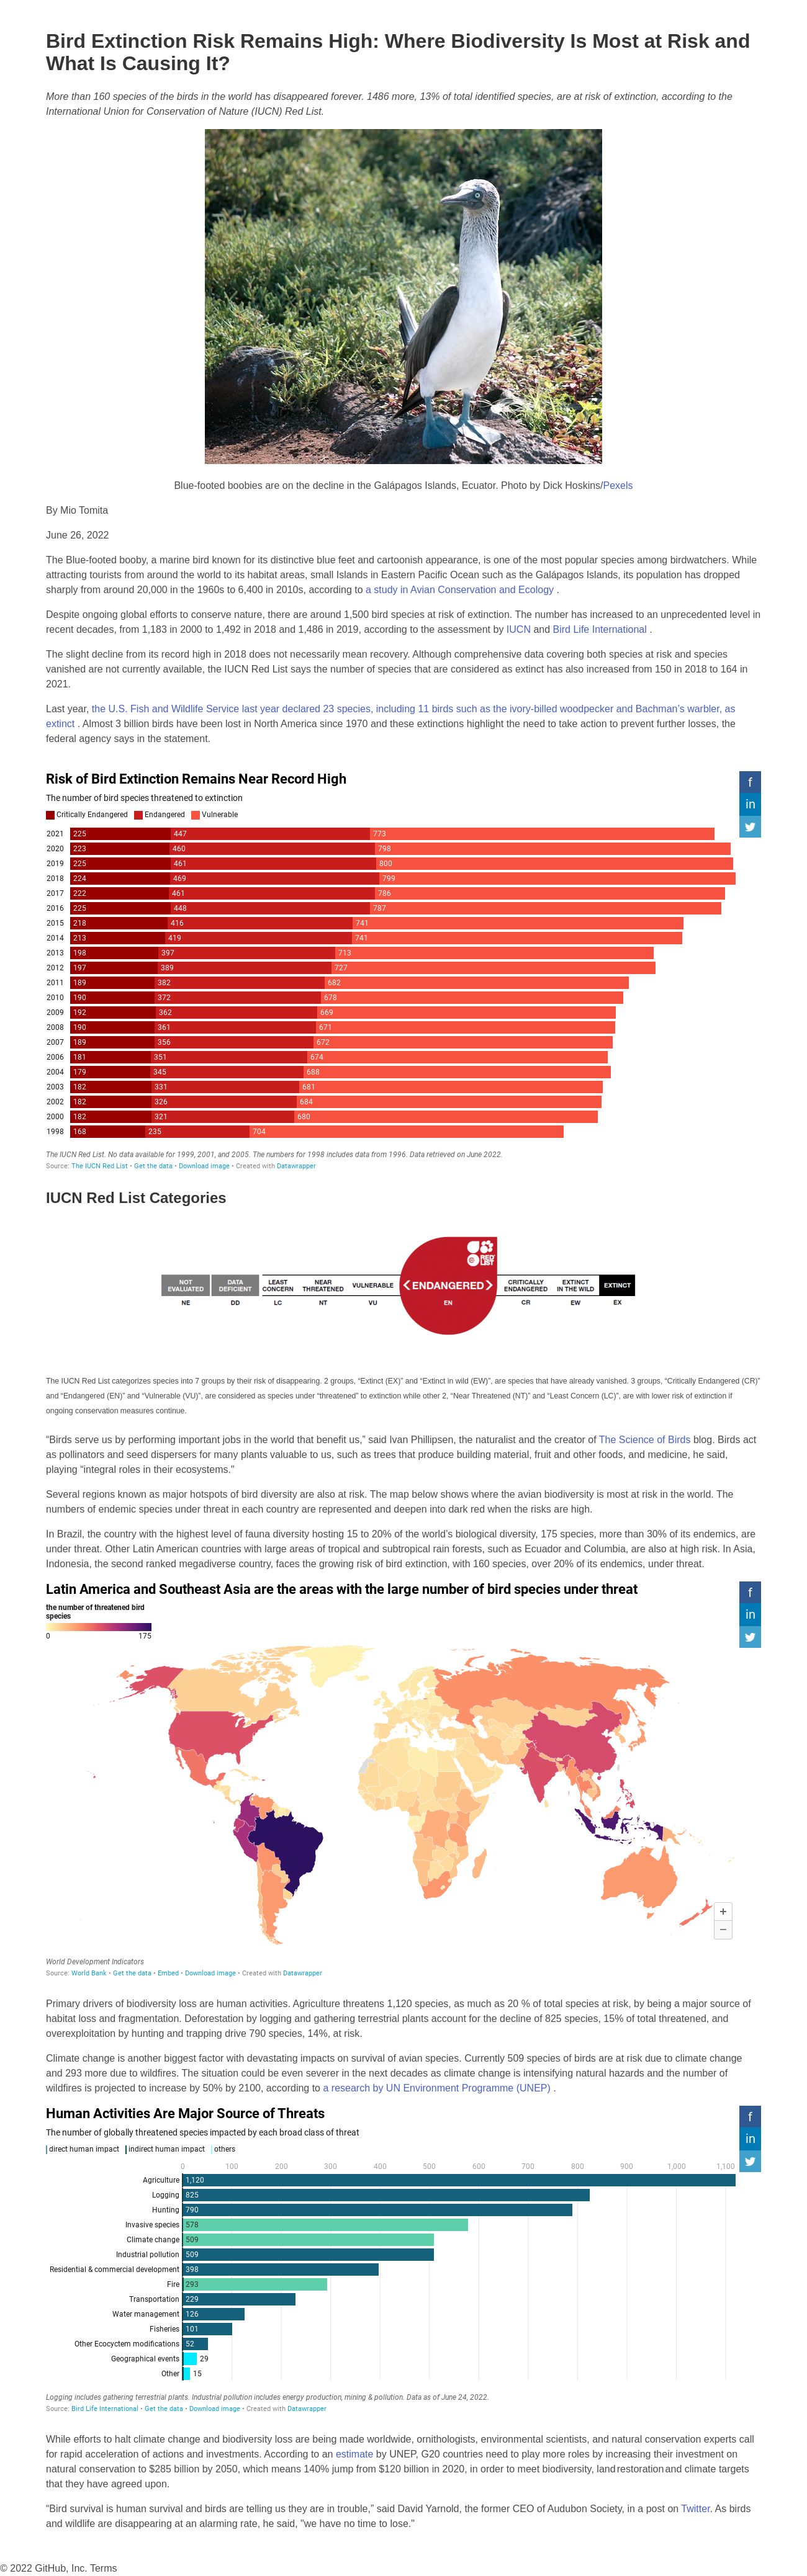 Bird Extinction Risk Remains High: Where Biodiversity Is Most at Risk and
What Is Causing It?
More than 160 species of the birds in the world has disappeared forever. 1486 more, 13% of total identified species, are at risk of extinction, according to the
International Union for Conservation of Nature (IUCN) Red List.
Blue-footed boobies are on the decline in the Galápagos Islands, Ecuator. Photo by Dick Hoskins/Pexels
By Mio Tomita
June 26, 2022
The Blue-footed booby, a marine bird known for its distinctive blue feet and cartoonish appearance, is one of the most popular species among birdwatchers. While
attracting tourists from around the world to its habitat areas, small Islands in Eastern Pacific Ocean such as the Galápagos Islands, its population has dropped
sharply from around 20,000 in the 1960s to 6,400 in 2010s, according to a study in Avian Conservation and Ecology .
Despite ongoing global efforts to conserve nature, there are around 1,500 bird species at risk of extinction. The number has increased to an unprecedented level in
recent decades, from 1,183 in 2000 to 1,492 in 2018 and 1,486 in 2019, according to the assessment by IUCN and Bird Life International .
The slight decline from its record high in 2018 does not necessarily mean recovery. Although comprehensive data covering both species at risk and species
vanished are not currently available, the IUCN Red List says the number of species that are considered as extinct has also increased from 150 in 2018 to 164 in
2021.
Last year, the U.S. Fish and Wildlife Service last year declared 23 species, including 11 birds such as the ivory-billed woodpecker and Bachman's warbler, as
extinct . Almost 3 billion birds have been lost in North America since 1970 and these extinctions highlight the need to take action to prevent further losses, the
federal agency says in the statement.
Risk of Bird Extinction Remains Near Record High
The number of bird species threatened to extinction
Critically Endangered Endangered Vulnerable
f
in
2021 225 447 773
2020 223 460 798
2019 225 461 800
2018 224 469 799
2017 222 461 786
2016 225 448 787
2015 218 416 741
2014 213 419 741
2013 198 397 713
2012 197 389 727
2011 189 382 682
2010 190 372 678
2009 192 362 669
2008 190 361 671
2007 189 356 672
2006 181 351 674
2004 179 345 688
2003 182 331 681
2002 182 326 684
2000 182 321 680
1998 168 235 704
The IUCN Red List. No data available for 1999, 2001, and 2005. The numbers for 1998 includes data from 1996. Data retrieved on June 2022.
Source: The IUCN Red List • Get the data • Download image • Created with Datawrapper
IUCN Red List Categories
RED LIST
NOT EVALUATED DATA DEFICIENT LEAST CONCERN NEAR THREATENED VULNERABLE <ENDANGERED> CRITICALLY ENDANGERED EXTINCT IN THE WILD EXTINCT
NE DD LC NT VU EN CR EW EX
The IUCN Red List categorizes species into 7 groups by their risk of disappearing. 2 groups, “Extinct (EX)” and “Extinct in wild (EW)”, are species that have already vanished. 3 groups, “Critically Endangered (CR)”
and “Endangered (EN)” and “Vulnerable (VU)”, are considered as species under “threatened” to extinction while other 2, “Near Threatened (NT)” and “Least Concern (LC)”, are with lower risk of extinction if
ongoing conservation measures continue.
“Birds serve us by performing important jobs in the world that benefit us,” said Ivan Phillipsen, the naturalist and the creator of The Science of Birds blog. Birds act
as pollinators and seed dispersers for many plants valuable to us, such as trees that produce building material, fruit and other foods, and medicine, he said,
playing “integral roles in their ecosystems."
Several regions known as major hotspots of bird diversity are also at risk. The map below shows where the avian biodiversity is most at risk in the world. The
numbers of endemic species under threat in each country are represented and deepen into dark red when the risks are high.
In Brazil, the country with the highest level of fauna diversity hosting 15 to 20% of the world's biological diversity, 175 species, more than 30% of its endemics, are
under threat. Other Latin American countries with large areas of tropical and subtropical rain forests, such as Ecuador and Columbia, are also at high risk. In Asia,
Indonesia, the second ranked megadiverse country, faces the growing risk of bird extinction, with 160 species, over 20% of its endemics, under threat.
Latin America and Southeast Asia are the areas with the large number of bird species under threat
the number of threatened bird
species
0 175
f
in
+
−
World Development Indicators
Source: World Bank • Get the data • Embed • Download image • Created with Datawrapper
Primary drivers of biodiversity loss are human activities. Agriculture threatens 1,120 species, as much as 20 % of total species at risk, by being a major source of
habitat loss and fragmentation. Deforestation by logging and gathering terrestrial plants account for the decline of 825 species, 15% of total threatened, and
overexploitation by hunting and trapping drive 790 species, 14%, at risk.
Climate change is another biggest factor with devastating impacts on survival of avian species. Currently 509 species of birds are at risk due to climate change
and 293 more due to wildfires. The situation could be even severer in the next decades as climate change is intensifying natural hazards and the number of
wildfires is projected to increase by 50% by 2100, according to a research by UN Environment Programme (UNEP) .
Human Activities Are Major Source of Threats
The number of globally threatened species impacted by each broad class of threat
direct human impact indirect human impact others
f
in
0 100 200 300 400 500 600 700 800 900 1,000 1,100
Agriculture 1,120
Logging 825
Hunting 790
Invasive species 578
Climate change 509
Industrial pollution 509
Residential & commercial development 398
Fire 293
Transportation 229
Water management 126
Fisheries 101
Other Ecocyctem modifications 52
Geographical events 29
Other 15
Logging includes gathering terrestrial plants. Industrial pollution includes energy production, mining & pollution. Data as of June 24, 2022.
Source: Bird Life International • Get the data • Download image • Created with Datawrapper
While efforts to halt climate change and biodiversity loss are being made worldwide, ornithologists, environmental scientists, and natural conservation experts call
for rapid acceleration of actions and investments. According to an estimate by UNEP, G20 countries need to play more roles by increasing their investment on
natural conservation to $285 billion by 2050, which means 140% jump from $120 billion in 2020, in order to meet biodiversity, land restoration and climate targets
that they have agreed upon.
“Bird survival is human survival and birds are telling us they are in trouble,” said David Yarnold, the former CEO of Audubon Society, in a post on Twitter. As birds
and wildlife are disappearing at an alarming rate, he said, "we have no time to lose."
© 2022 GitHub, Inc. Terms